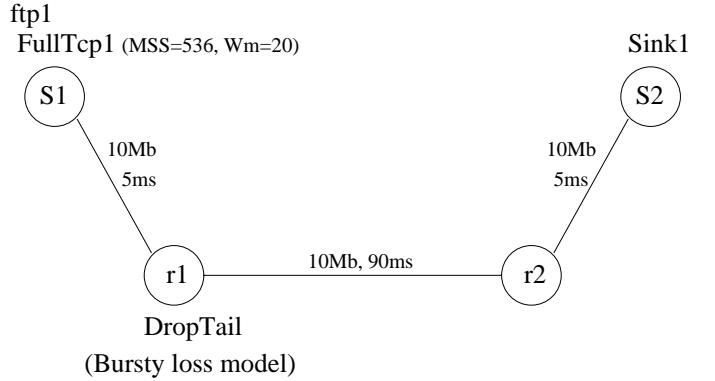 ftp1
FullTcp1 (MSS=536, Wm=20)
Sink1
S1
S2
10Mb
5ms
10Mb
5ms
r1
10Mb, 90ms
r2
DropTail
(Bursty loss model)